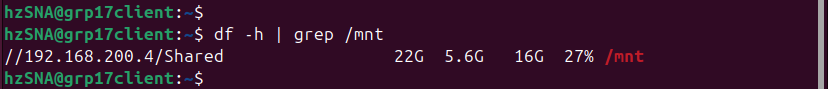 hzSNA@grp17client:~$
hzSNA@grp17client:~$ df -h | grep /mnt
//192.168.200.4/Shared 22G 5.6G 16G 27% /mnt
hzSNA@grp17client:~$